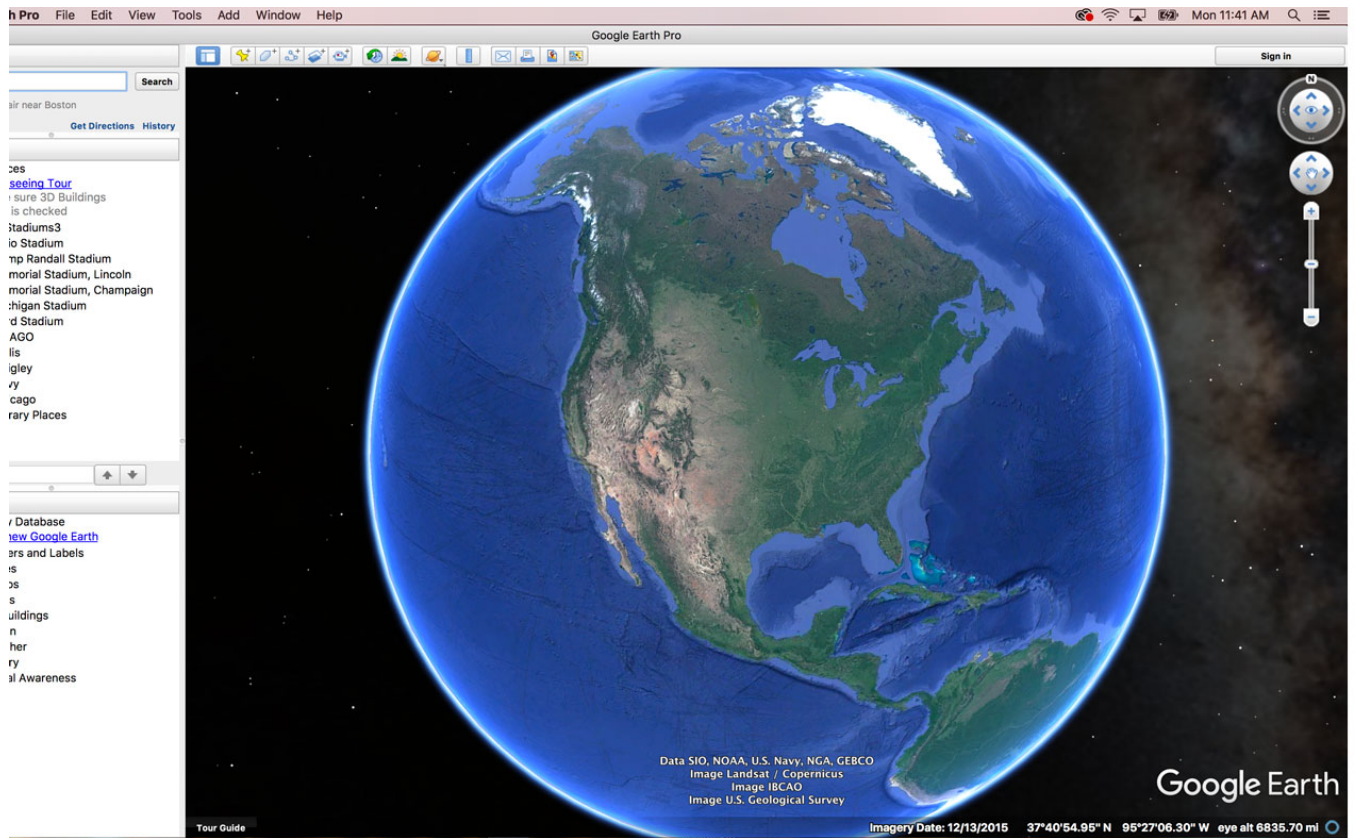 h Pro File Edit View Tools Add Window Help Mon 11:41 AM
Google Earth Pro
Sign in
Search
air near Boston
Get Directions History
ces
seeing Tour
e sure 3D Buildings
is checked
Stadiums3
io Stadium
mp Randall Stadium
morial Stadium, Lincoln
morial Stadium, Champaign
chigan Stadium
rd Stadium
AGO
lis
igley
vy
icago
rary Places
y Database
new Google Earth
ers and Labels
es
os
s
uildings
n
her
ry
al Awareness
N
Data SIO, NOAA, U.S. Navy, NGA, GEBCO
Image Landsat / Copernicus
Image IBCAO
Image U.S. Geological Survey
Google Earth
Tour Guide
Imagery Date: 12/13/2015 37°40'54.95" N 95°27'06.30" W eye alt 6835.70 mi